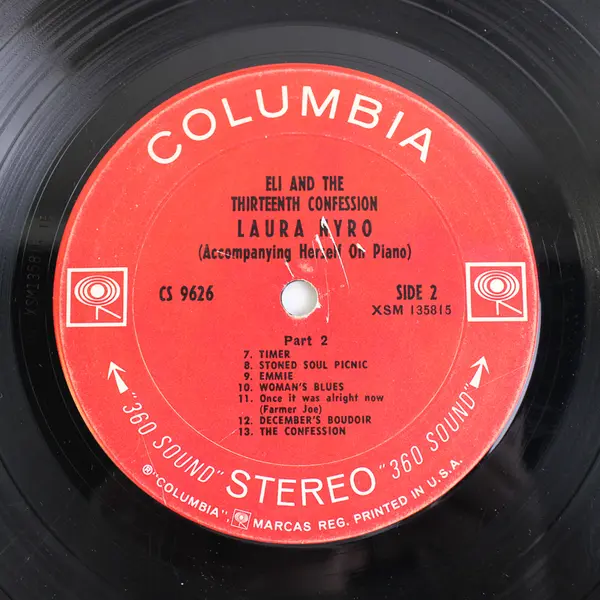 COLUMBIA
ELI AND THE
THIRTEENTH CONFESSION
LAURA NYRO
(Accompanying Herself On Piano)
CS 9626
SIDE 2
XSM 135815
Part 2
7. TIMER
8. STONED SOUL PICNIC
9. EMMIE
10. WOMAN'S BLUES
11. Once it was alright now
(Farmer Joe)
12. DECEMBER'S BOUDOIR
13. THE CONFESSION
"360 SOUND" STEREO "360 SOUND"
®"COLUMBIA", MARCAS REG. PRINTED IN U.S.A.